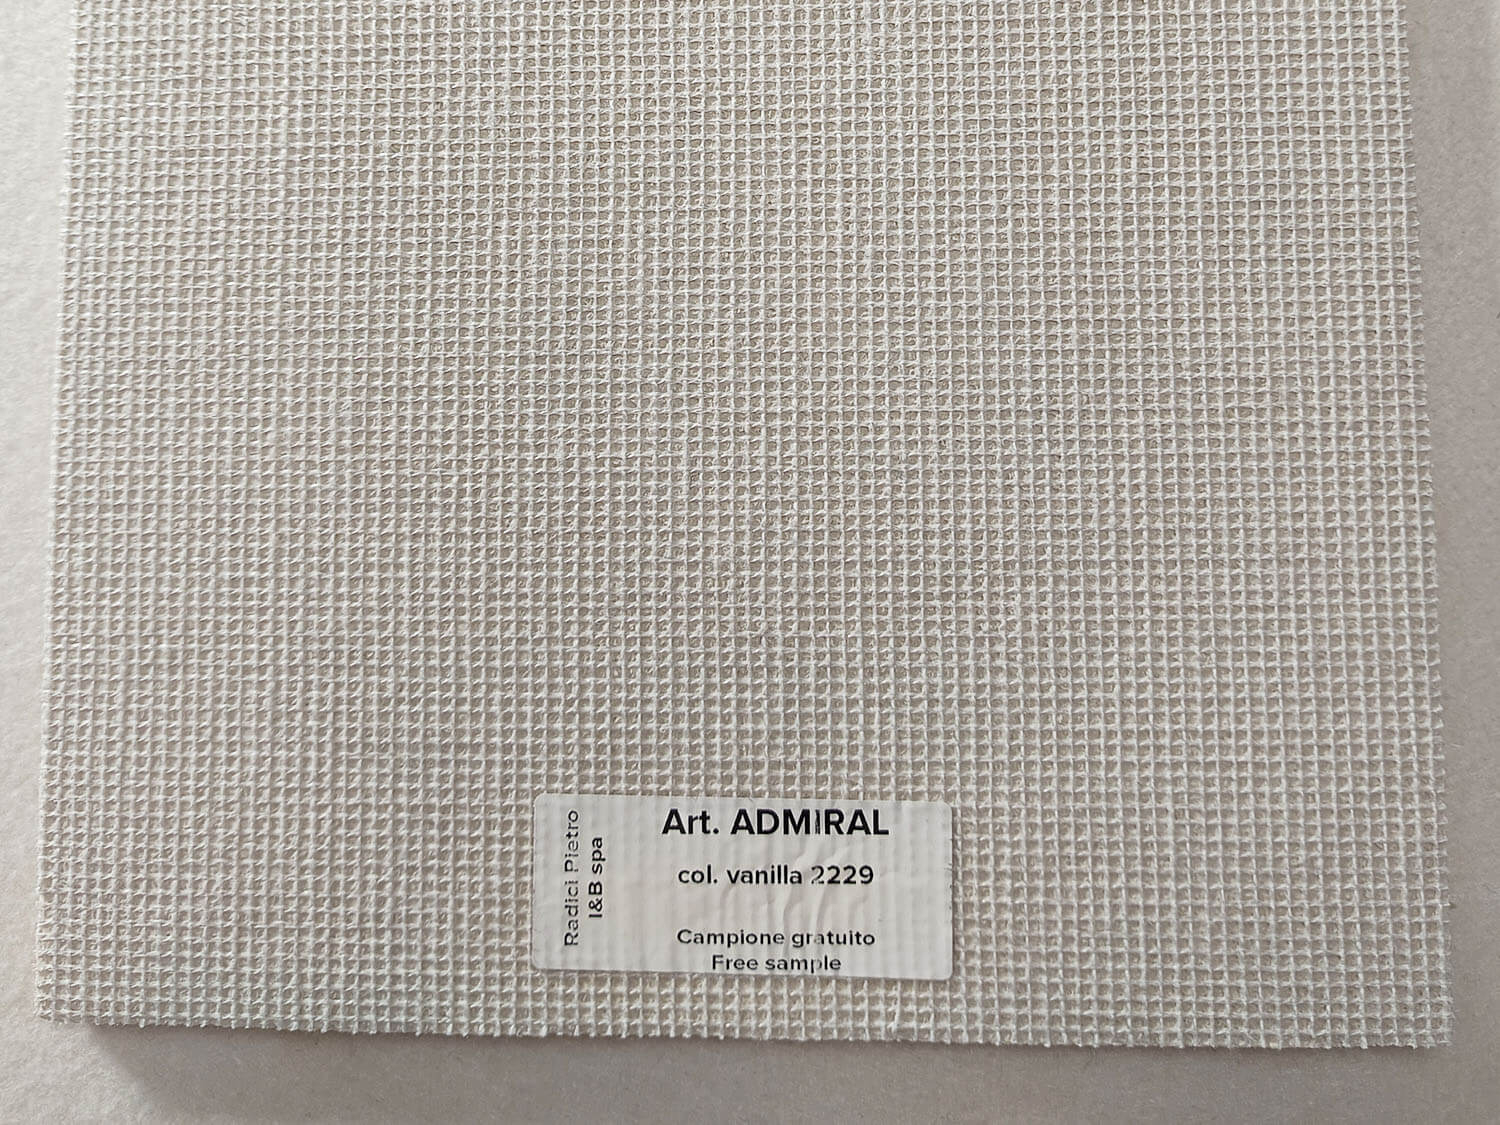 Radici Pietro
I&B spa
Art. ADMIRAL
col. vanilla 2229
Campione gratuito
Free sample